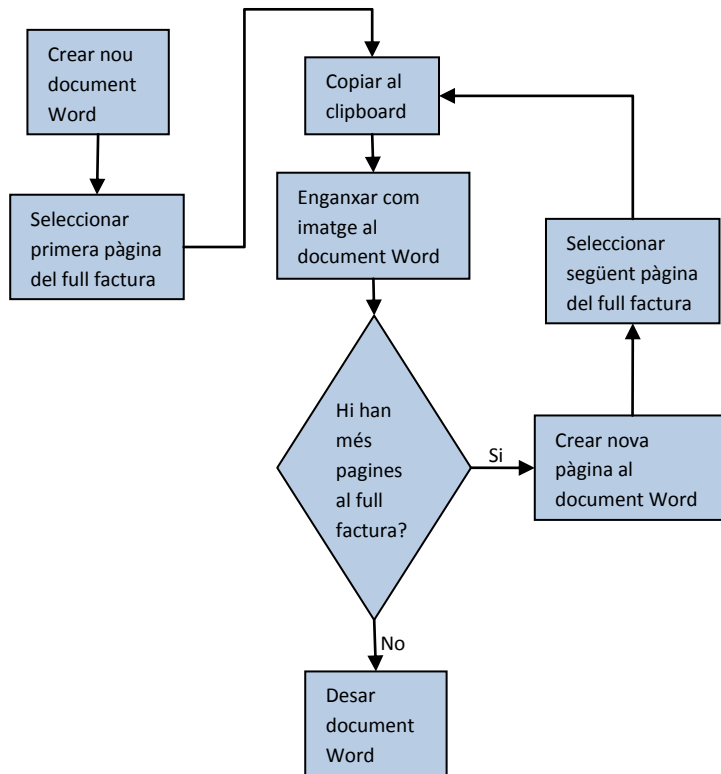 Crear nou
document
Word
Seleccionar
primera pàgina
del full factura
Copiar al
clipboard
Enganxar com
imatge al
document Word
Hi han
més
pagines
al full
factura?
Si
Crear nova
pàgina al
document Word
Seleccionar
següent pàgina
del full factura
No
Desar
document
Word